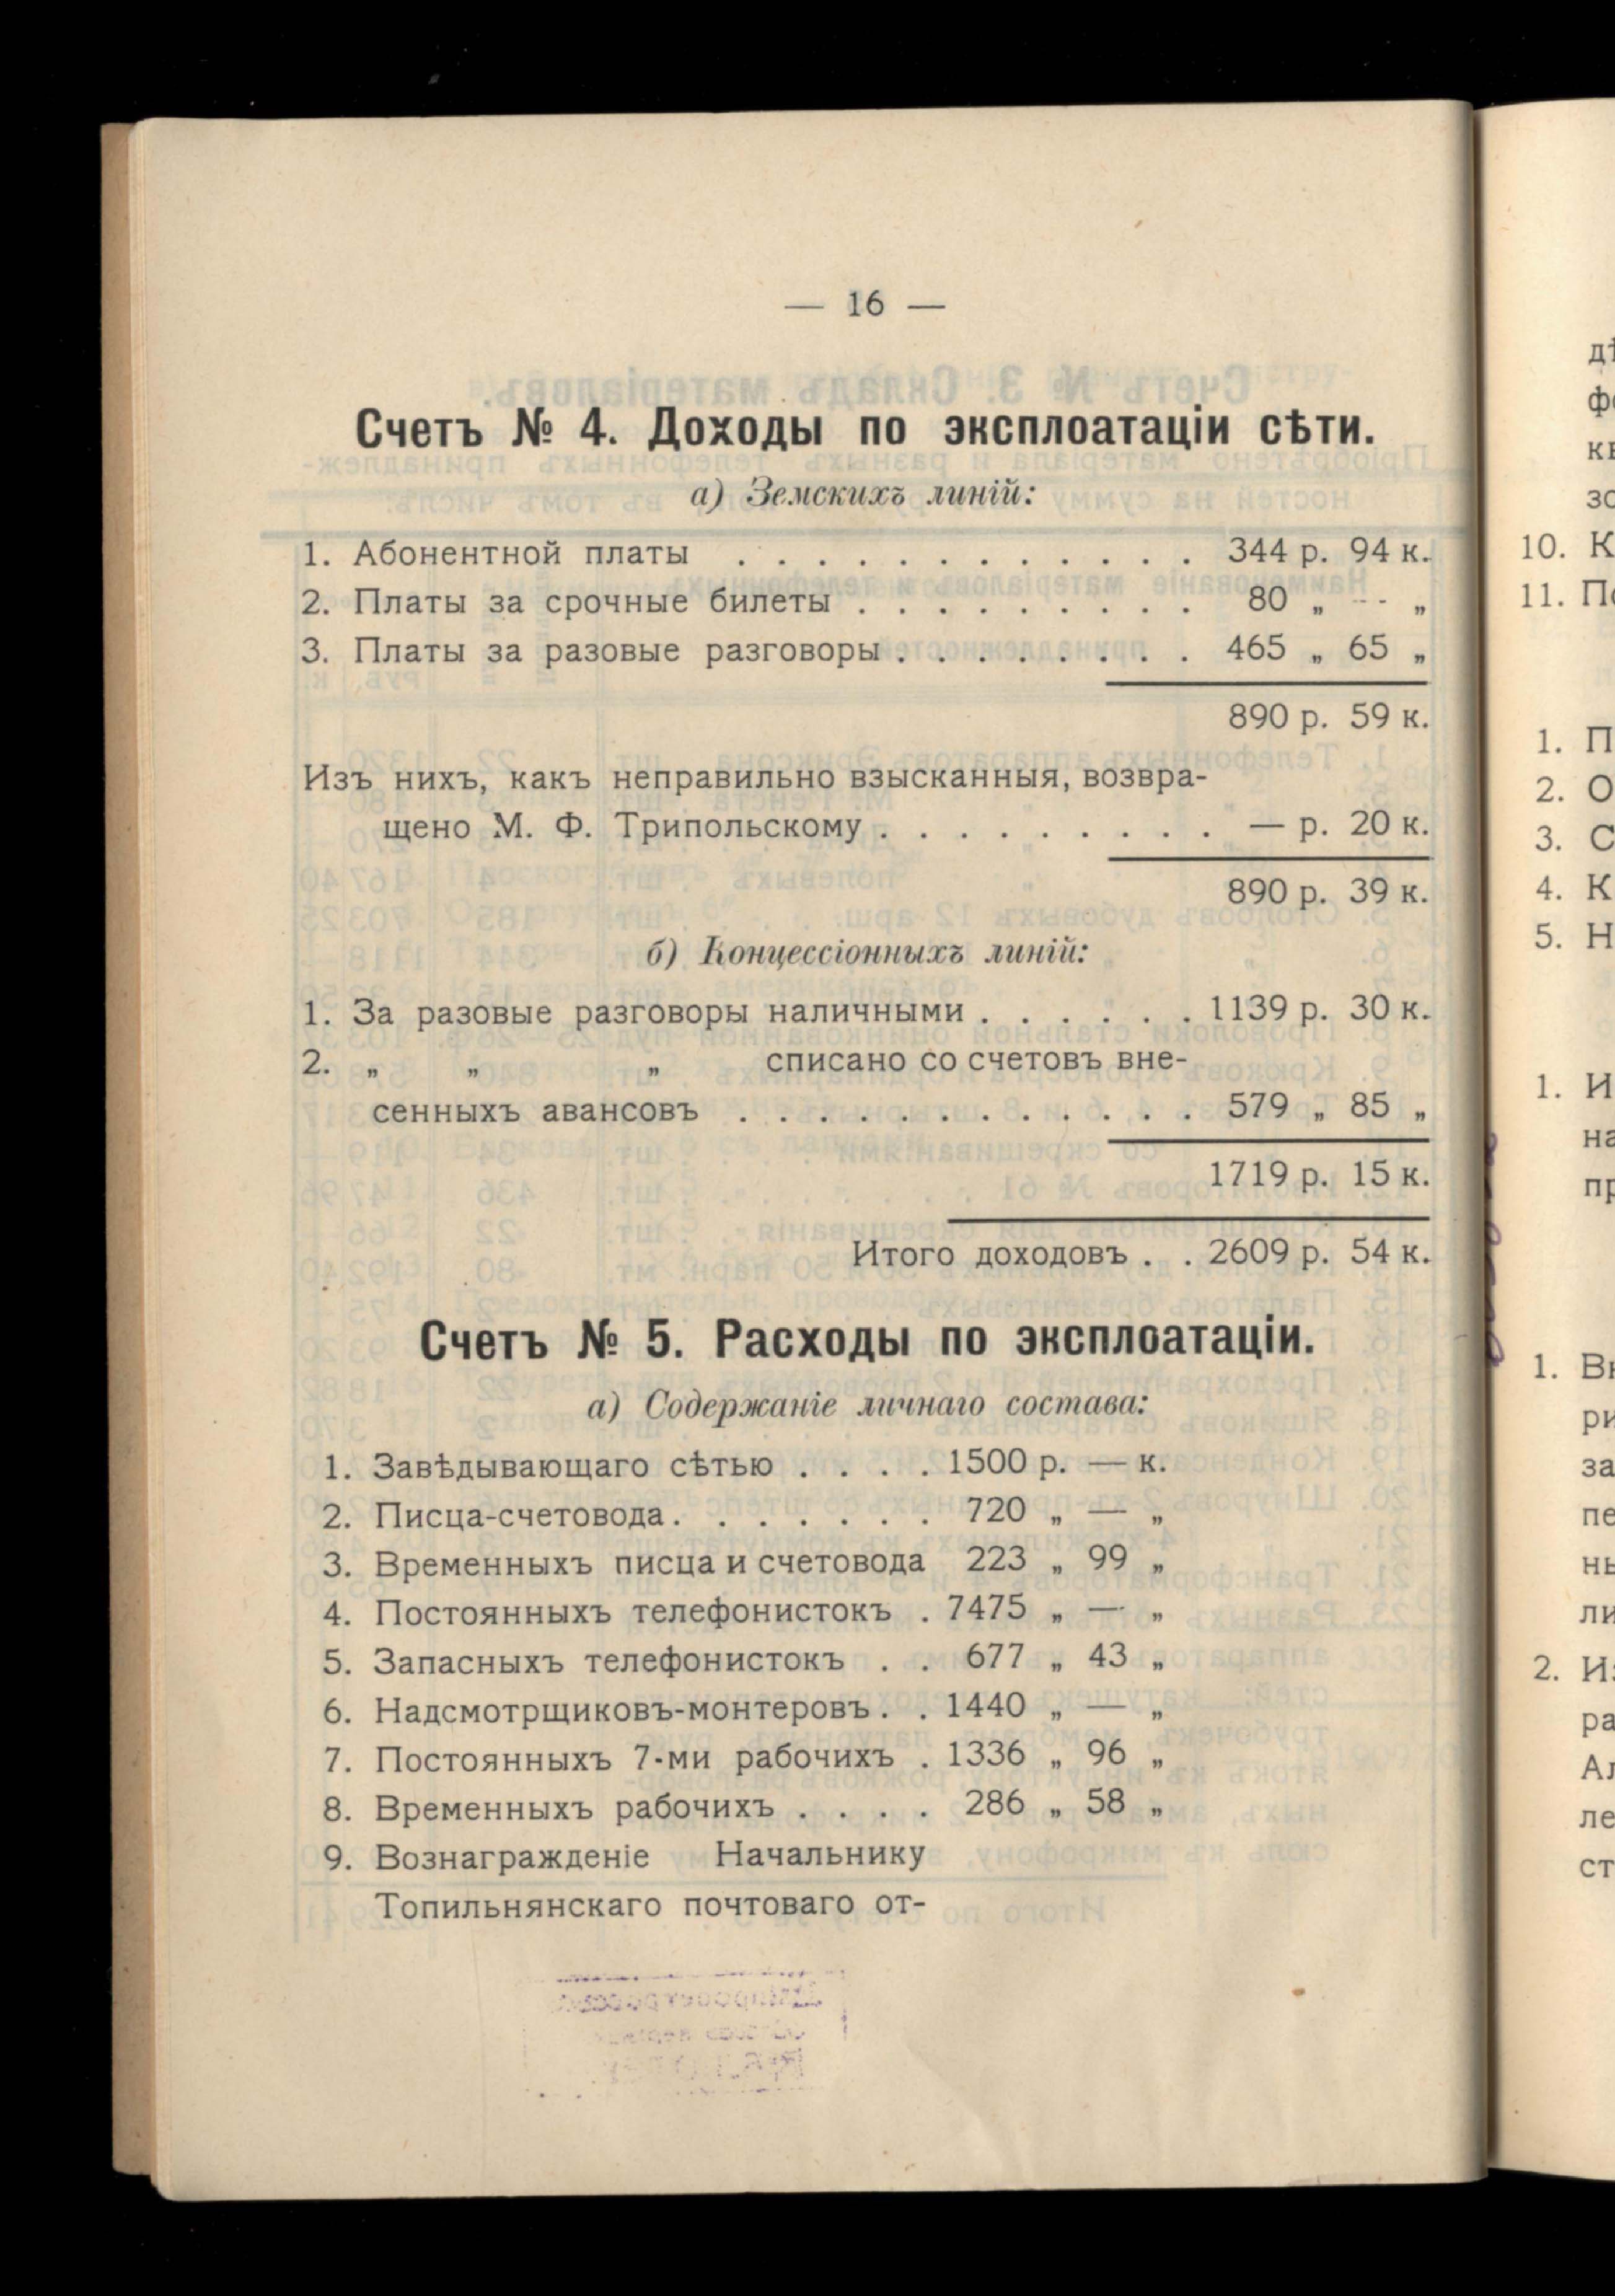 — 16 —
Счетъ № 4. Доходы по эксплоатаціи сѣти.
а) Земскихъ линій:
1. Абонентной платы . . . . . . . . . . . . 344 р. 94 к.
2. Платы за срочные билеты . . . . . . . . . 80 „ -- „
3. Платы за разовые разговоры . . . . . . . . 465 „ 65 „
890 р. 59 к.
Изъ нихъ, какъ неправильно взысканныя, возвра-
щено М. Ф. Трипольскому . . . . . . . . . — р. 20 к.
890 р. 39 к.
б) Концессіонныхъ линій:
1. За разовые разговоры наличными . . . . . . 1139 р. 30 к.
2. „ „ „ списано со счетовъ вне-
сенныхъ авансовъ . . . . . . . . . . . . 579 „ 85 „
1719 р. 15 к.
Итого доходовъ . . 2609 р. 54 к.
Счетъ № 5. Расходы по эксплоатаціи.
а) Содержаніе личнаго состава:
1. Завѣдывающаго сѣтью . . . . 1500 р. — к.
2. Писца-счетовода . . . . . . . 720 „ — „
3. Временныхъ писца и счетовода 223 „ 99 „
4. Постоянныхъ телефонистокъ . 7475 „ — „
5. Запасныхъ телефонистокъ . . 677 „ 43 „
6. Надсмотрщиковъ-монтеровъ . . 1440 „ — „
7. Постоянныхъ 7-ми рабочихъ . 1336 „ 96 „
8. Временныхъ рабочихъ . . . . 286 „ 58 „
9. Вознагражденіе Начальнику
Топильнянскаго почтоваго от-